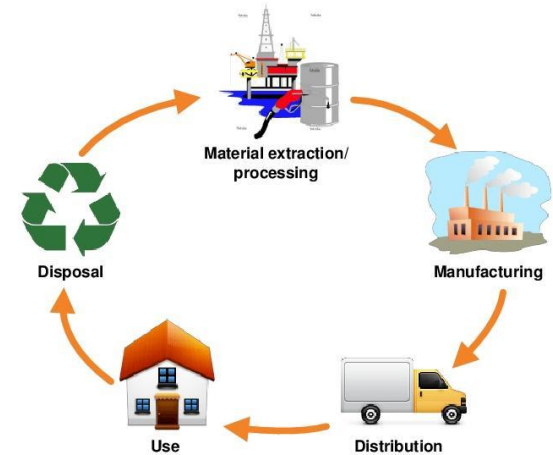 Material extraction/
processing
Manufacturing
Distribution
Use
Disposal